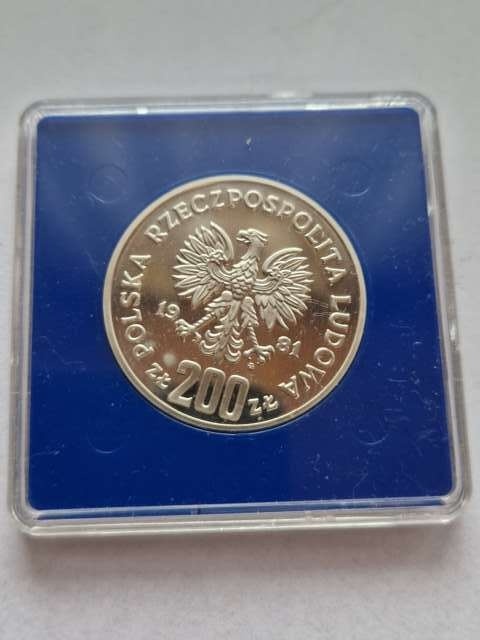 zł POLSKA RZECZPOSPOLITA LUDOWA
19 81
200 zł